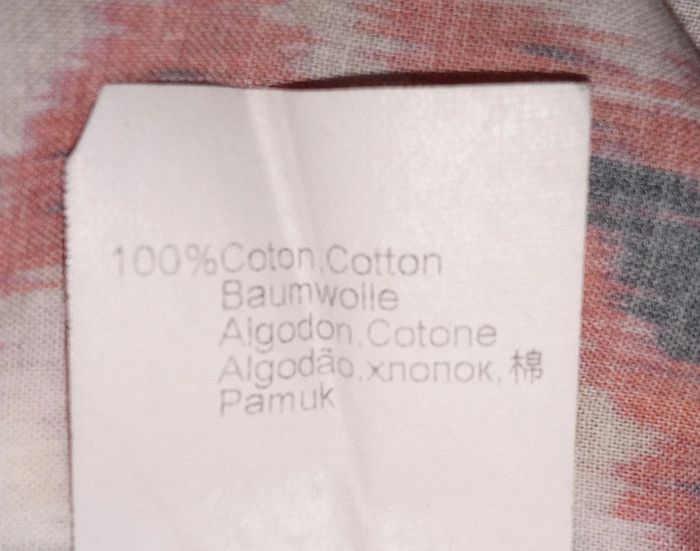 100%Coton,Cotton
Baumwolle
Algodon,Cotone
Algodão,хлопок,棉
Pamuk